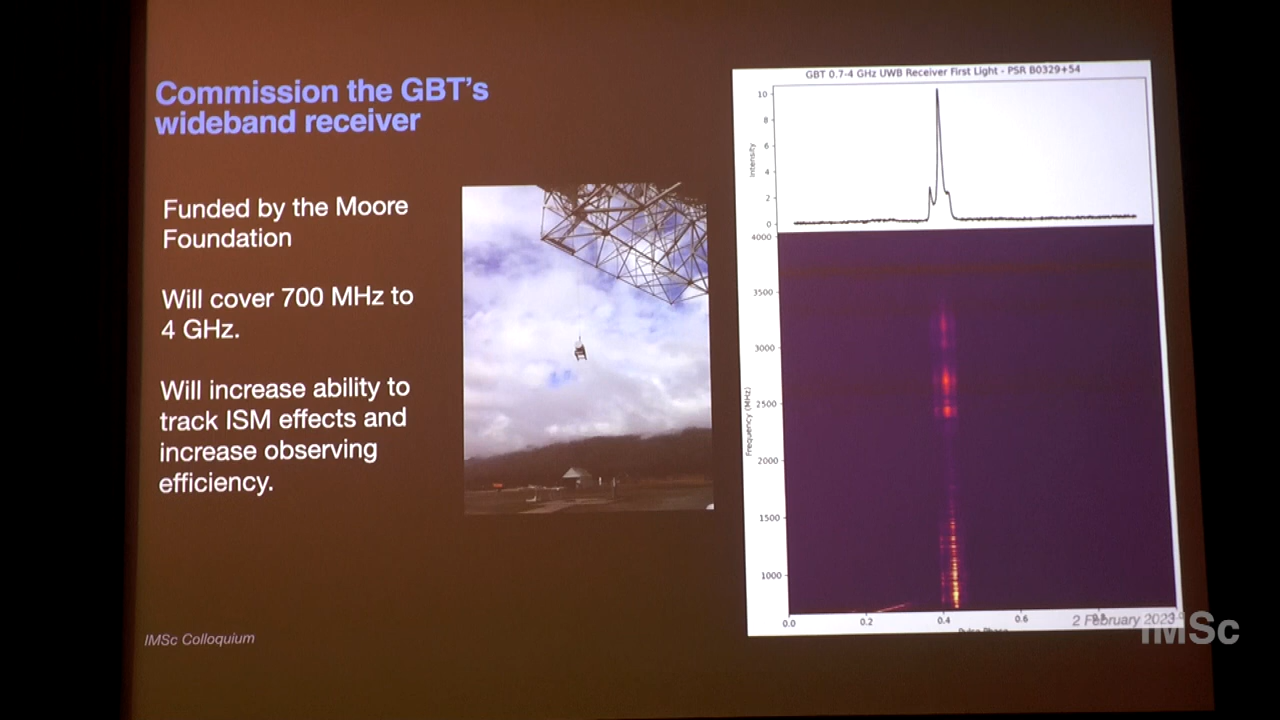 Commission the GBT's
wideband receiver
Funded by the Moore
Foundation
Will cover 700 MHz to
4 GHz.
Will increase ability to
track ISM effects and
increase observing
efficiency.
GBT 0.7-4 GHz UWB Receiver First Light - PSR B0329+54
10
8
6
4
2
0
Intensity
4000
3500
3000
2500
2000
1500
1000
Frequency (MHz)
0.0 0.2 0.4 0.6
Pulse Phase
IMSc Colloquium
2 February 2023
IMSc